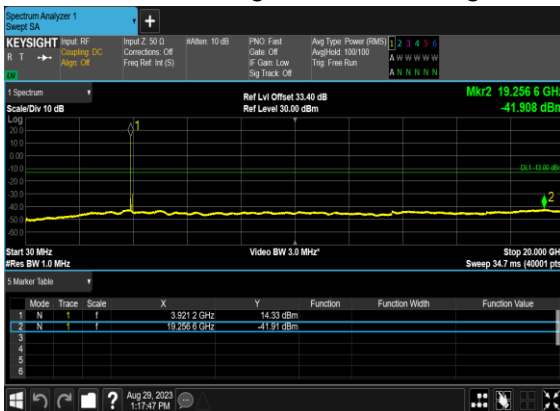 Spectrum Analyzer 1
Swept SA
KEYSIGHT Input: RF Input Z: 50 Ω #Atten: 10 dB PNO: Fast Avg Type: Power (RMS) 1 2 3 4 5 6
R T Coupling: DC Corrections: Off Gate: Off Avg|Hold: 100/100 A W W W W W
Align: Off Freq Ref: Int (S) IF Gain: Low Trig: Free Run
Sig Track: Off A N N N N N
1 Spectrum Ref Lvl Offset 33.40 dB Mkr2 19.256 6 GHz
Scale/Div 10 dB Ref Level 30.00 dBm -41.908 dBm
Log
20.0 1
10.0
0.00
-10.0 DL1 -13.00 dBm
-20.0
-30.0 2
-40.0
-50.0
-60.0
Start 30 MHz Video BW 3.0 MHz* Stop 20.000 GHz
#Res BW 1.0 MHz Sweep 34.7 ms (40001 pts)
5 Marker Table
Mode Trace Scale X Y Function Function Width Function Value
1 N 1 f 3.921 2 GHz 14.33 dBm
2 N 1 f 19.256 6 GHz -41.91 dBm
3
4
5
6
? Aug 29, 2023
1:17:47 PM